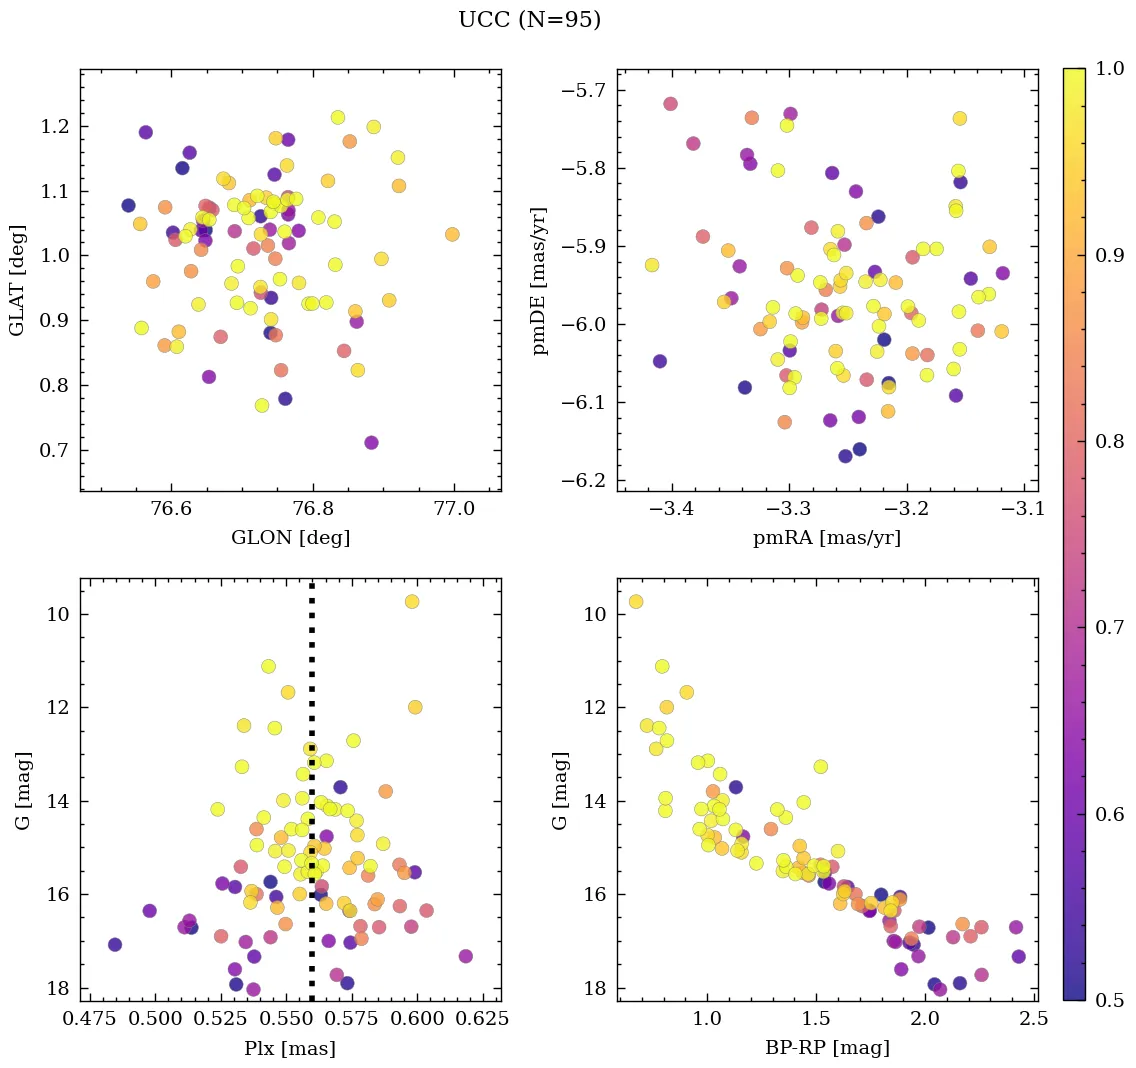 UCC (N=95)
1.2
1.1
1.0
0.9
0.8
0.7
GLAT [deg]
76.6 76.8 77.0
GLON [deg]
−5.7
−5.8
−5.9
−6.0
−6.1
−6.2
pmDE [mas/yr]
−3.4 −3.3 −3.2 −3.1
pmRA [mas/yr]
10
12
14
16
18
G [mag]
0.475 0.500 0.525 0.550 0.575 0.600 0.625
Plx [mas]
10
12
14
16
18
G [mag]
1.0 1.5 2.0 2.5
BP-RP [mag]
1.0
0.9
0.8
0.7
0.6
0.5